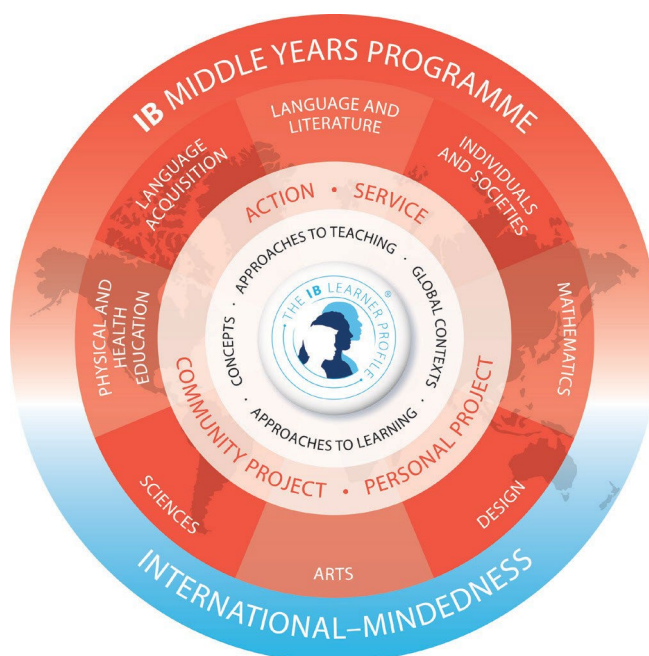 IB MIDDLE YEARS PROGRAMME
LANGUAGE AND
LITERATURE
INDIVIDUALS
AND SOCIETIES
MATHEMATICS
DESIGN
ARTS
SCIENCES
PHYSICAL AND
HEALTH
EDUCATION
LANGUAGE
ACQUISITION
ACTION · SERVICE
COMMUNITY PROJECT · PERSONAL PROJECT
APPROACHES TO TEACHING ·
GLOBAL CONTEXTS ·
APPROACHES TO LEARNING ·
CONCEPTS ·
THE IB LEARNER PROFILE ®
INTERNATIONAL–MINDEDNESS